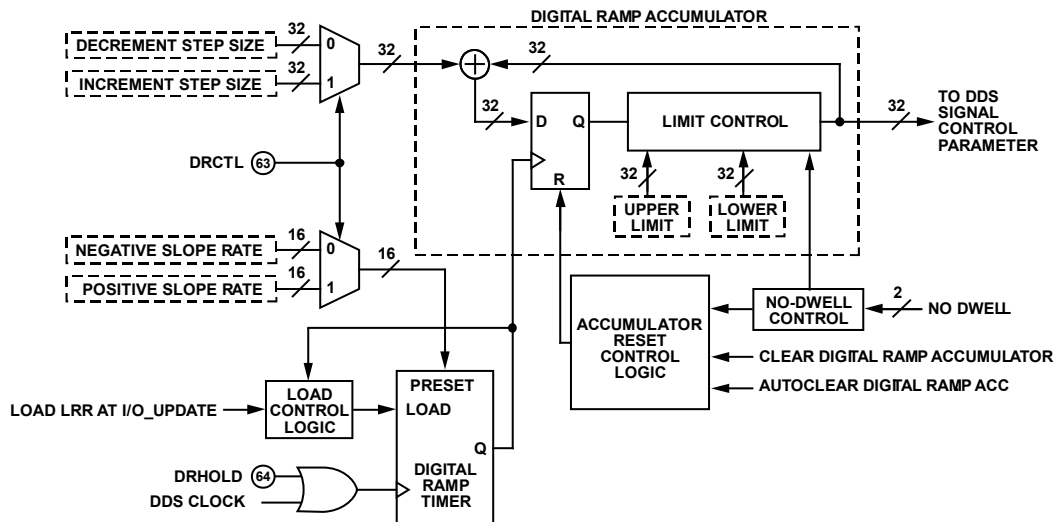 DIGITAL RAMP ACCUMULATOR
DECREMENT STEP SIZE
32
0
INCREMENT STEP SIZE
32
1
32
32
32
D
Q
R
LIMIT CONTROL
32
TO DDS
SIGNAL
CONTROL
PARAMETER
32
32
UPPER
LIMIT
LOWER
LIMIT
DRCTL
63
NEGATIVE SLOPE RATE
16
0
POSITIVE SLOPE RATE
16
1
16
ACCUMULATOR
RESET
CONTROL
LOGIC
NO-DWELL
CONTROL
2
NO DWELL
CLEAR DIGITAL RAMP ACCUMULATOR
AUTOCLEAR DIGITAL RAMP ACC
LOAD LRR AT I/O_UPDATE
LOAD
CONTROL
LOGIC
PRESET
LOAD
Q
DIGITAL
RAMP
TIMER
DRHOLD
64
DDS CLOCK